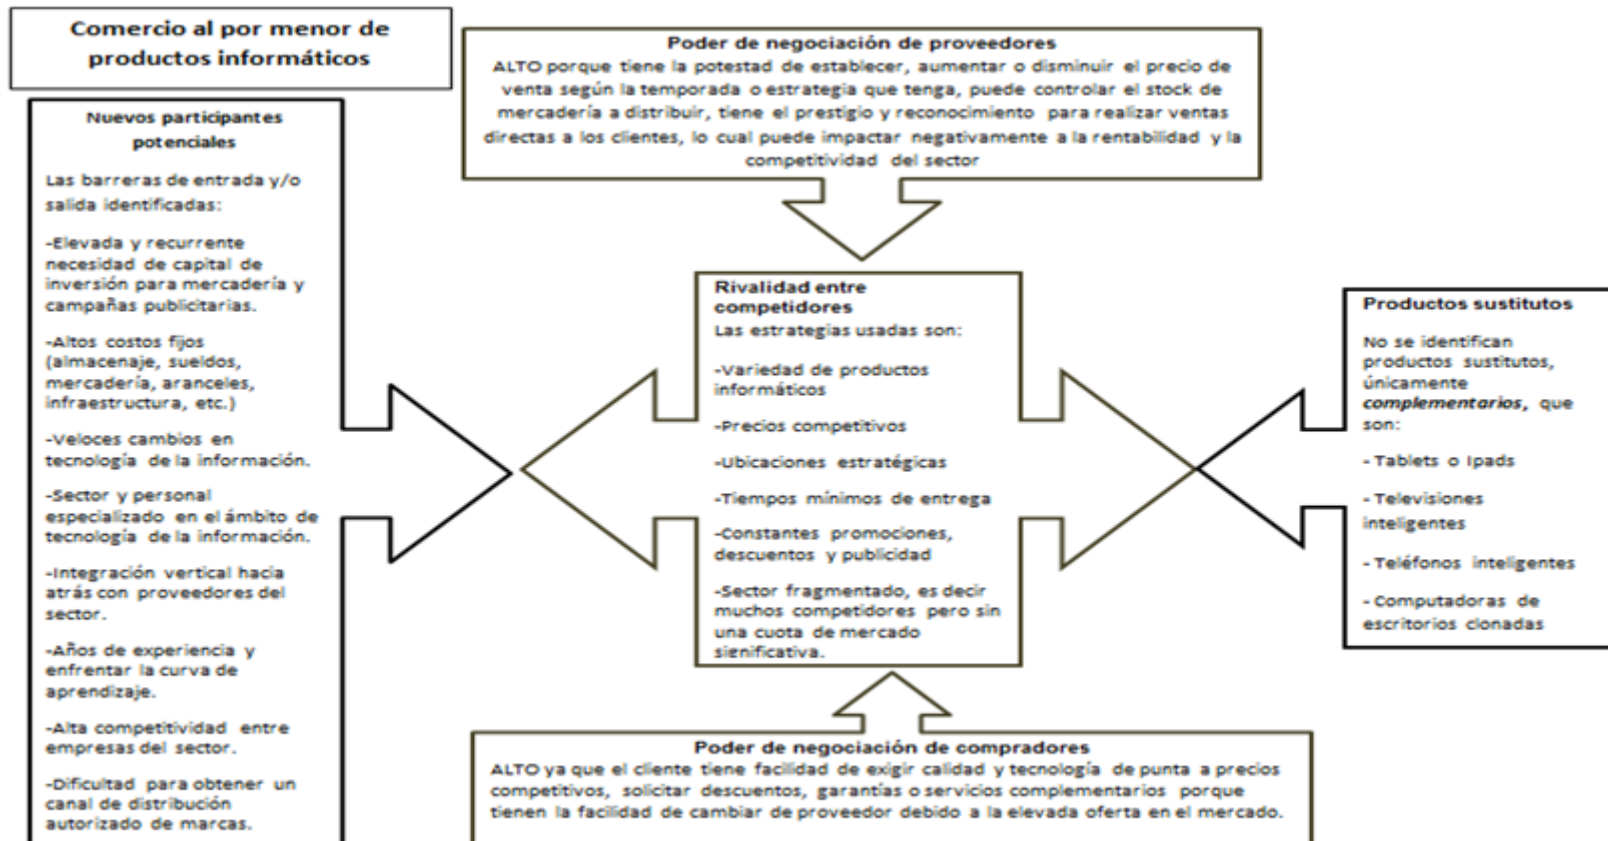 Comercio al por menor de
productos informáticos
Nuevos participantes
potenciales
Las barreras de entrada y/o
salida identificadas:
-Elevada y recurrente
necesidad de capital de
inversión para mercadería y
campañas publicitarias.
-Altos costos fijos
(almacenaje, sueldos,
mercadería, aranceles,
infraestructura, etc.)
-Veloces cambios en
tecnología de la información.
-Sector y personal
especializado en el ámbito de
tecnología de la información.
-Integración vertical hacia
atrás con proveedores del
sector.
-Años de experiencia y
enfrentar la curva de
aprendizaje.
-Alta competitividad entre
empresas del sector.
-Dificultad para obtener un
canal de distribución
autorizado de marcas.
Poder de negociación de proveedores
ALTO porque tiene la potestad de establecer, aumentar o disminuir el precio de
venta según la temporada o estrategia que tenga, puede controlar el stock de
mercadería a distribuir, tiene el prestigio y reconocimiento para realizar ventas
directas a los clientes, lo cual puede impactar negativamente a la rentabilidad y la
competitividad del sector
Rivalidad entre
competidores
Las estrategias usadas son:
-Variedad de productos
informáticos
-Precios competitivos
-Ubicaciones estratégicas
-Tiempos mínimos de entrega
-Constantes promociones,
descuentos y publicidad
-Sector fragmentado, es decir
muchos competidores pero sin
una cuota de mercado
significativa.
Productos sustitutos
No se identifican
productos sustitutos,
únicamente
complementarios, que
son:
- Tablets o Ipads
- Televisiones
inteligentes
- Teléfonos inteligentes
- Computadoras de
escritorios clonadas
Poder de negociación de compradores
ALTO ya que el cliente tiene facilidad de exigir calidad y tecnología de punta a precios
competitivos, solicitar descuentos, garantías o servicios complementarios porque
tienen la facilidad de cambiar de proveedor debido a la elevada oferta en el mercado.